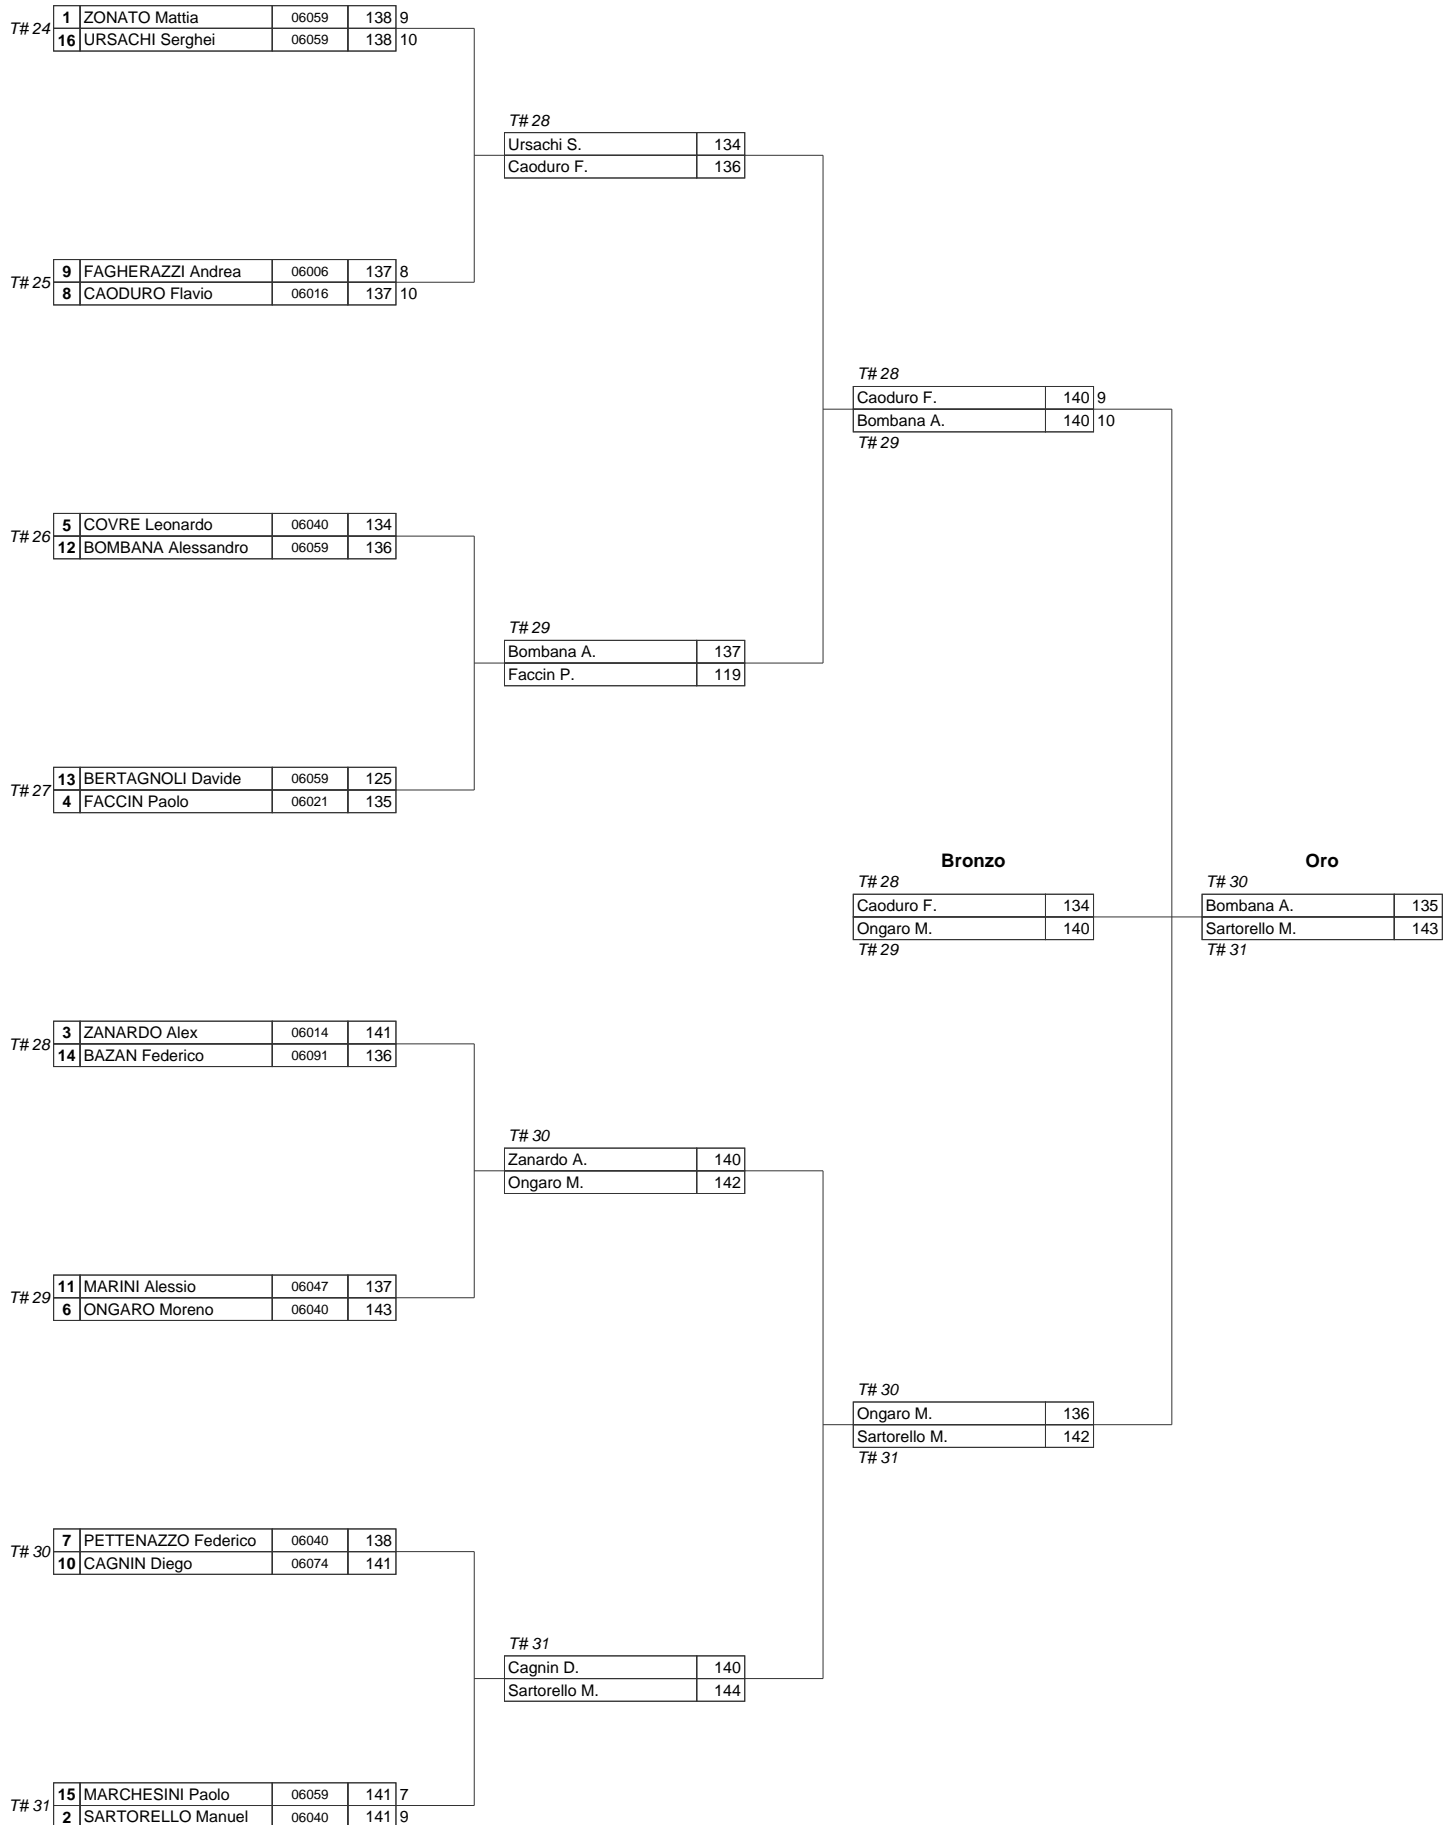 T# 24
1 ZONATO Mattia 06059 138 9
16 URSACHI Serghei 06059 138 10
T# 28
Ursachi S. 134
Caoduro F. 136
T# 25
9 FAGHERAZZI Andrea 06006 137 8
8 CAODURO Flavio 06016 137 10
T# 28
Caoduro F. 140 9
Bombana A. 140 10
T# 29
T# 26
5 COVRE Leonardo 06040 134
12 BOMBANA Alessandro 06059 136
T# 29
Bombana A. 137
Faccin P. 119
T# 27
13 BERTAGNOLI Davide 06059 125
4 FACCIN Paolo 06021 135
Bronzo
T# 28
Caoduro F. 134
Ongaro M. 140
T# 29
Oro
T# 30
Bombana A. 135
Sartorello M. 143
T# 31
T# 28
3 ZANARDO Alex 06014 141
14 BAZAN Federico 06091 136
T# 30
Zanardo A. 140
Ongaro M. 142
T# 29
11 MARINI Alessio 06047 137
6 ONGARO Moreno 06040 143
T# 30
Ongaro M. 136
Sartorello M. 142
T# 31
T# 30
7 PETTENAZZO Federico 06040 138
10 CAGNIN Diego 06074 141
T# 31
Cagnin D. 140
Sartorello M. 144
T# 31
15 MARCHESINI Paolo 06059 141 7
2 SARTORELLO Manuel 06040 141 9